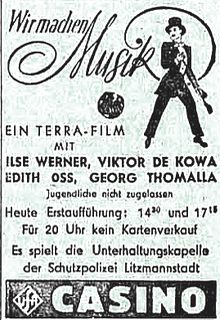 Wir machen
Musik
EIN TERRA-FILM
MIT
ILSE WERNER, VIKTOR DE KOWA
EDITH OSS, GEORG THOMALLA
Jugendliche nicht zugelassen
Heute Erstaufführung: 14³⁰ und 17¹⁵
Für 20 Uhr kein Kartenverkauf
Es spielt die Unterhaltungskapelle
der Schutzpolizei Litzmannstadt
UFA CASINO